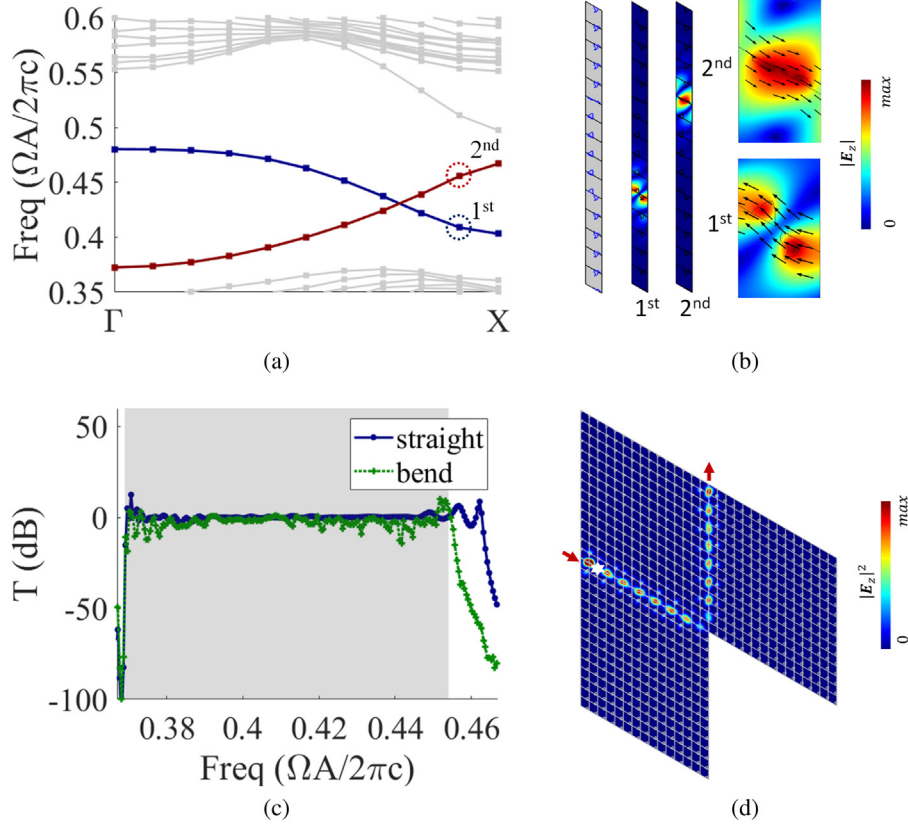 0.6
0.55
0.5
0.45
0.4
0.35
Freq (ΩA/2πc)
2nd
1st
Γ
X
(a)
1st
2nd
2nd
1st
|Ez|
max
0
(b)
50
0
-50
-100
T (dB)
straight
bend
0.38
0.4
0.42
0.44
0.46
Freq (ΩA/2πc)
(c)
|Ez|²
max
0
(d)